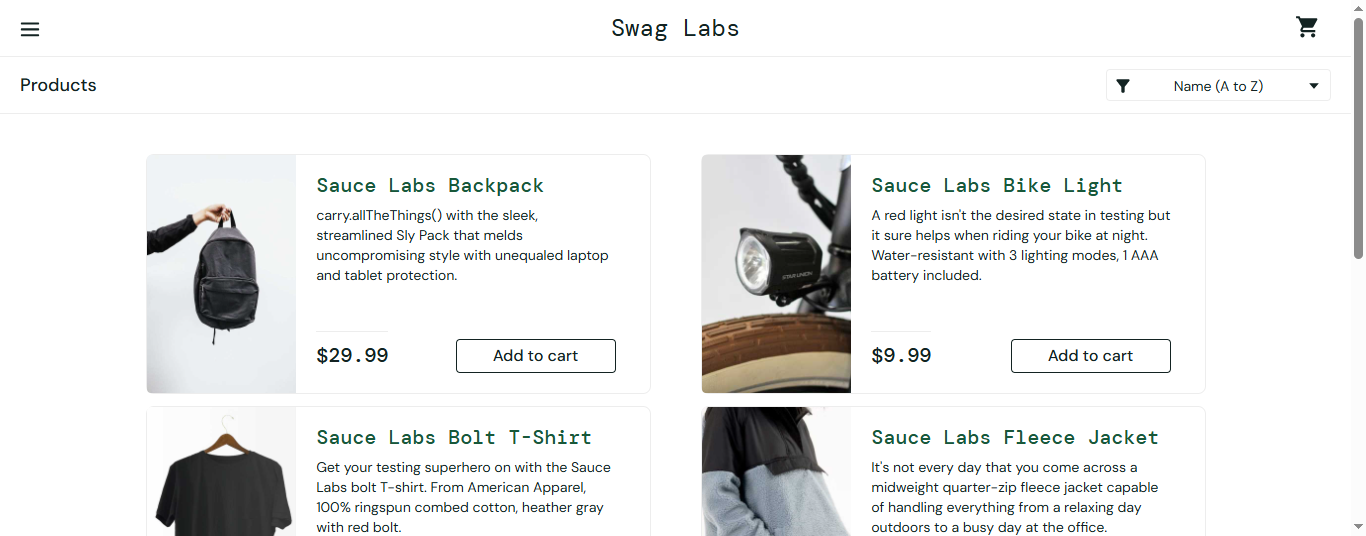 Swag Labs
Products
Name (A to Z)
Sauce Labs Backpack
carry.allTheThings() with the sleek,
streamlined Sly Pack that melds
uncompromising style with unequaled laptop
and tablet protection.
$29.99
Add to cart
Sauce Labs Bike Light
A red light isn't the desired state in testing but
it sure helps when riding your bike at night.
Water-resistant with 3 lighting modes, 1 AAA
battery included.
STAR UNION
$9.99
Add to cart
Sauce Labs Bolt T-Shirt
Get your testing superhero on with the Sauce
Labs bolt T-shirt. From American Apparel,
100% ringspun combed cotton, heather gray
with red bolt.
Sauce Labs Fleece Jacket
It's not every day that you come across a
midweight quarter-zip fleece jacket capable
of handling everything from a relaxing day
outdoors to a busy day at the office.